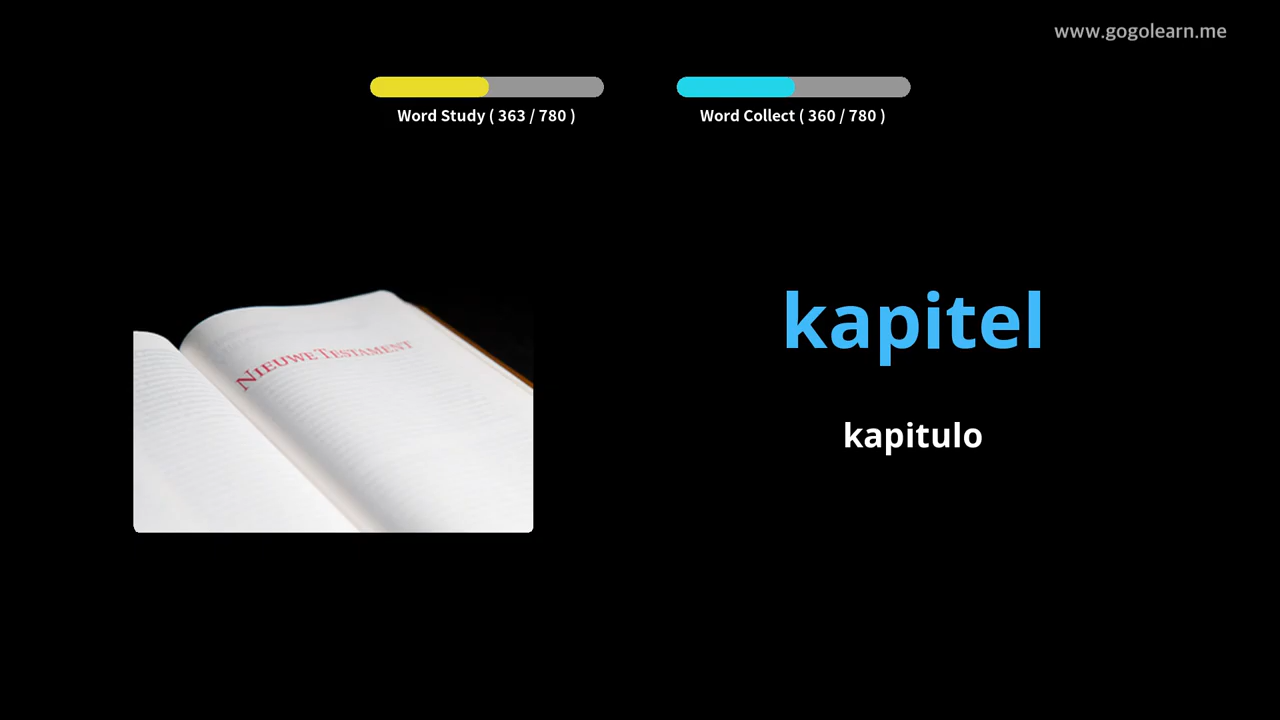 www.gogolearn.me
Word Study ( 363 / 780 )
Word Collect ( 360 / 780 )
NIEUWE TESTAMENT
kapitel
kapitulo